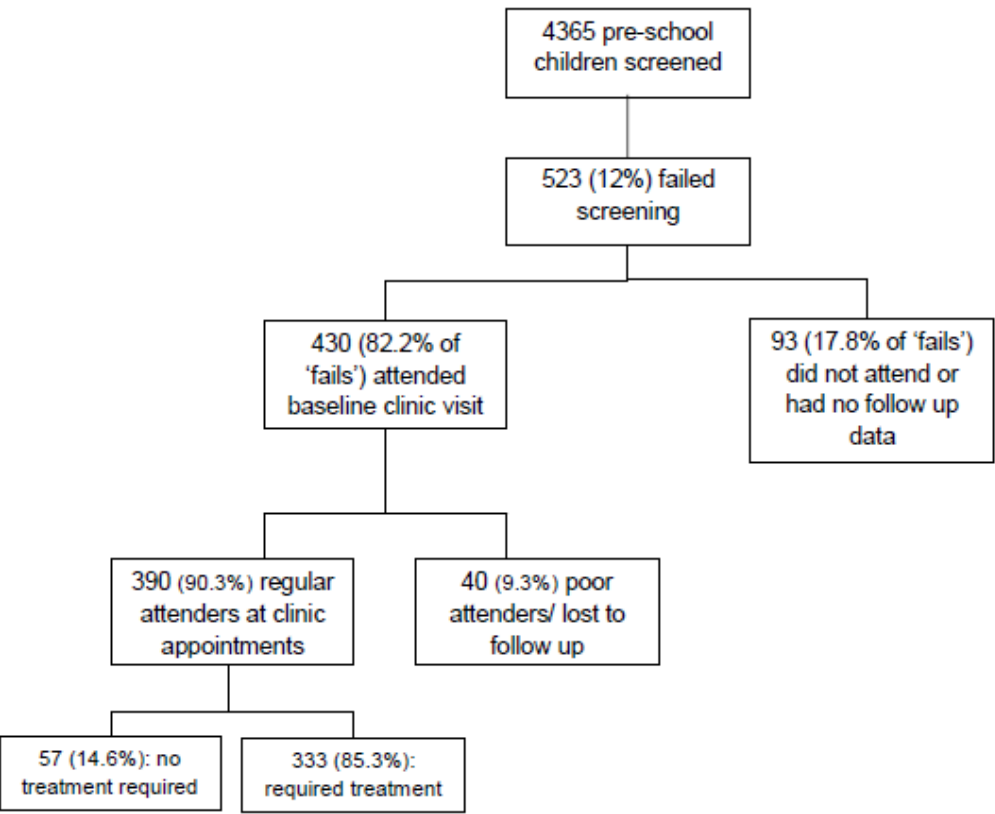 4365 pre-school
children screened
523 (12%) failed
screening
430 (82.2% of
‘fails’) attended
baseline clinic visit
93 (17.8% of ‘fails’)
did not attend or
had no follow up
data
390 (90.3%) regular
attenders at clinic
appointments
40 (9.3%) poor
attenders/ lost to
follow up
57 (14.6%): no
treatment required
333 (85.3%):
required treatment